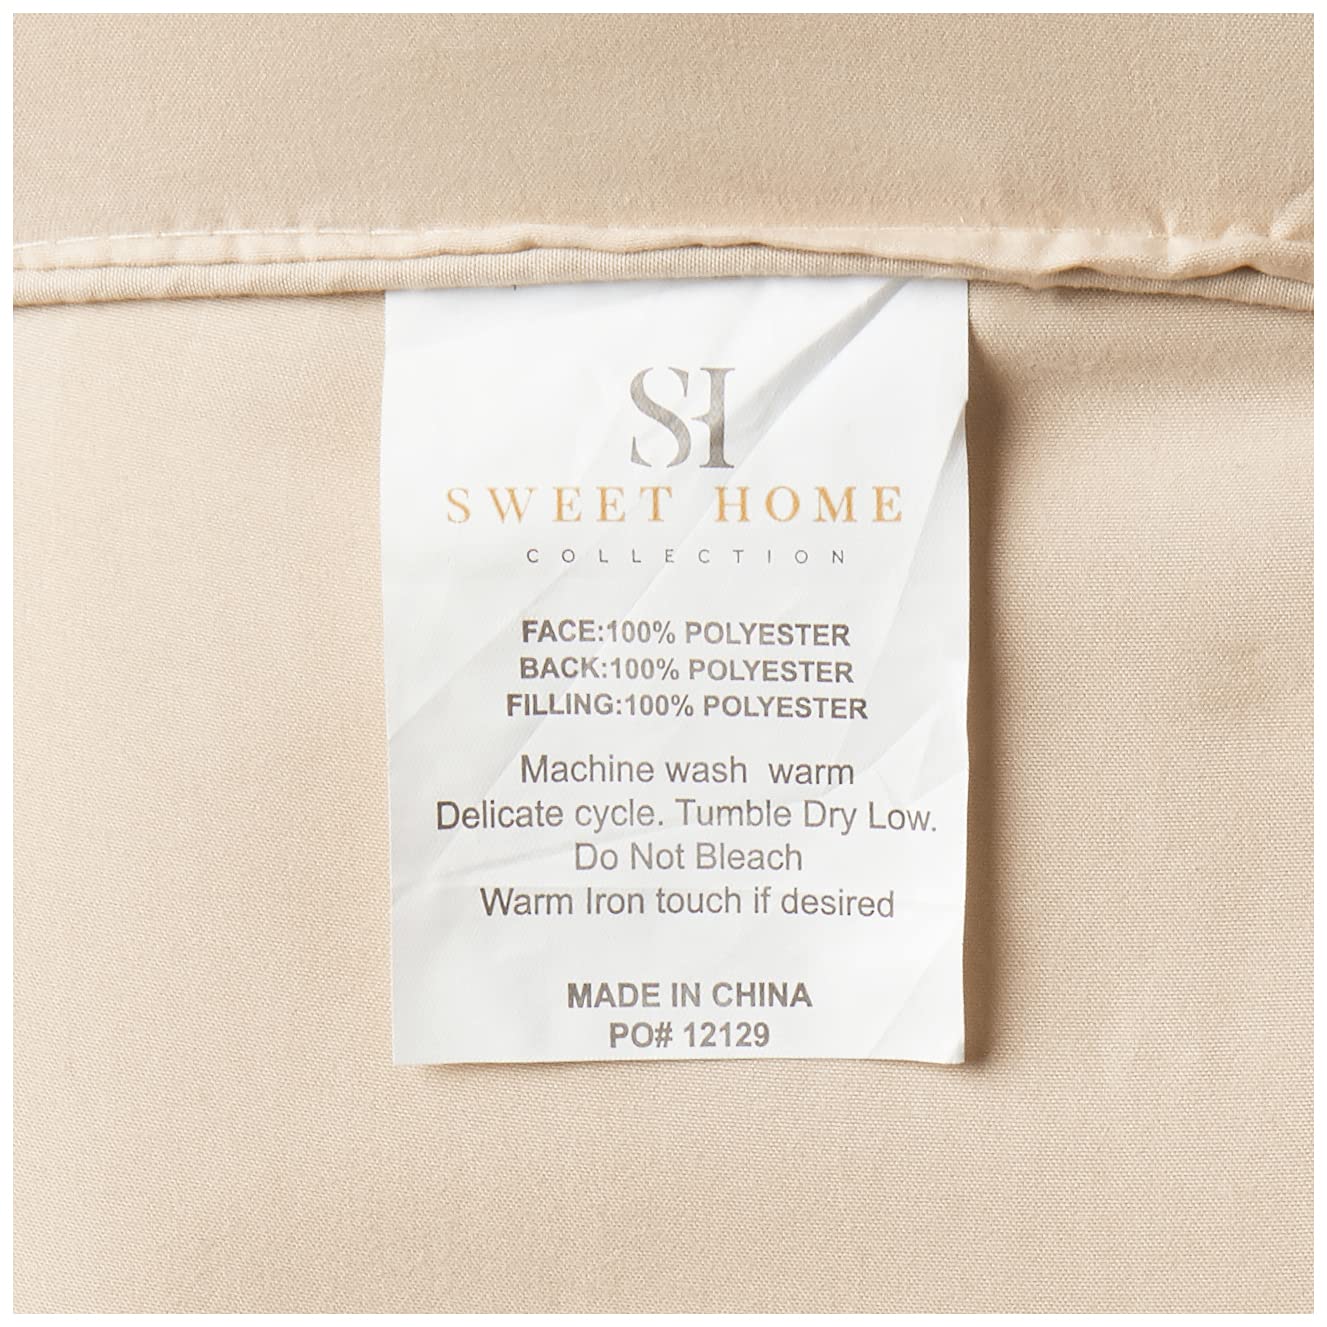 SH
SWEET HOME
COLLECTION
FACE:100% POLYESTER
BACK:100% POLYESTER
FILLING:100% POLYESTER
Machine wash warm
Delicate cycle. Tumble Dry Low.
Do Not Bleach
Warm Iron touch if desired
MADE IN CHINA
PO# 12129